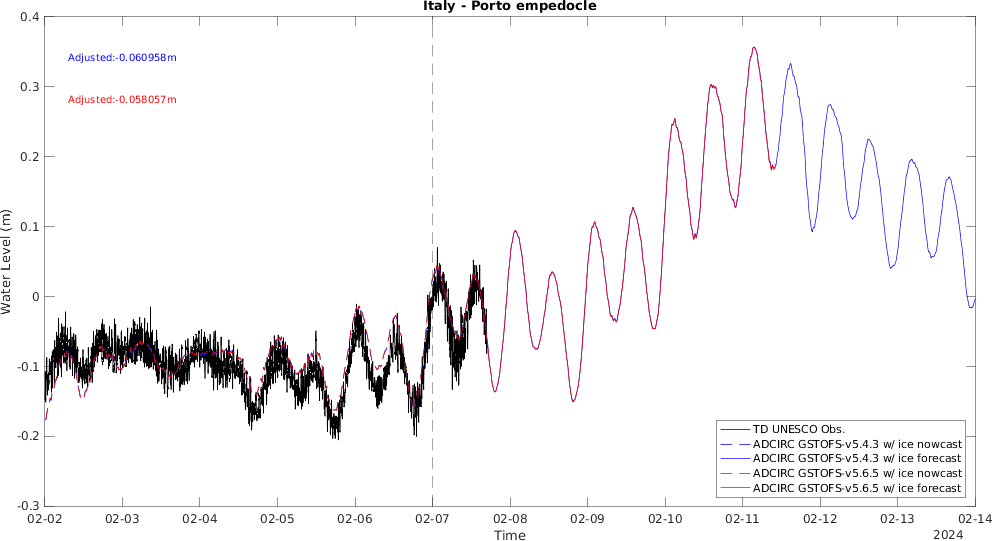 Italy - Porto empedocle
Adjusted:-0.060958m
Adjusted:-0.058057m
Water Level (m)
0.4
0.3
0.2
0.1
0
-0.1
-0.2
-0.3
TD UNESCO Obs.
ADCIRC GSTOFS-v5.4.3 w/ ice nowcast
ADCIRC GSTOFS-v5.4.3 w/ ice forecast
ADCIRC GSTOFS-v5.6.5 w/ ice nowcast
ADCIRC GSTOFS-v5.6.5 w/ ice forecast
02-02 02-03 02-04 02-05 02-06 02-07 02-08 02-09 02-10 02-11 02-12 02-13 02-14
Time
2024